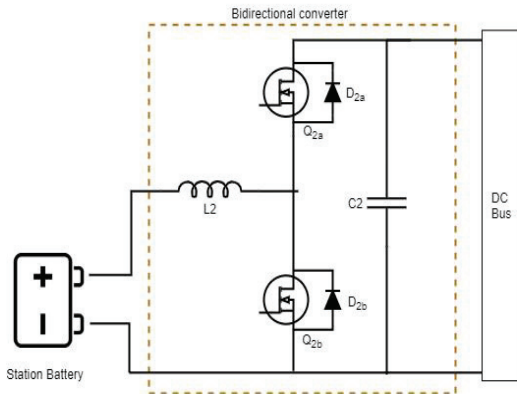 Bidirectional converter
D2a
Q2a
L2
C2
DC
Bus
+
-
D2b
Q2b
Station Battery